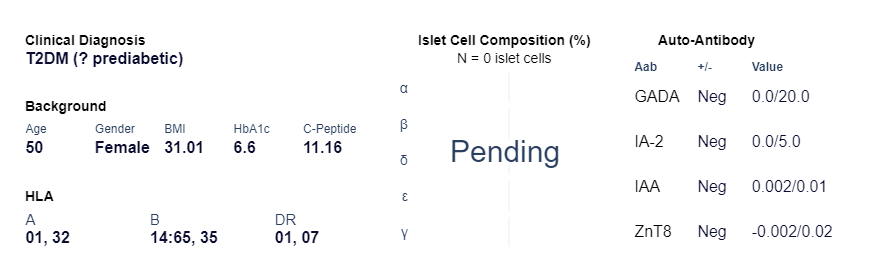 Clinical Diagnosis
T2DM (? prediabetic)
Background
Age Gender BMI HbA1c C-Peptide
50 Female 31.01 6.6 11.16
HLA
A B DR
01, 32 14:65, 35 01, 07
Islet Cell Composition (%)
N = 0 islet cells
α
β
Pending
δ
ε
γ
Auto-Antibody
Aab +/- Value
GADA Neg 0.0/20.0
IA-2 Neg 0.0/5.0
IAA Neg 0.002/0.01
ZnT8 Neg -0.002/0.02